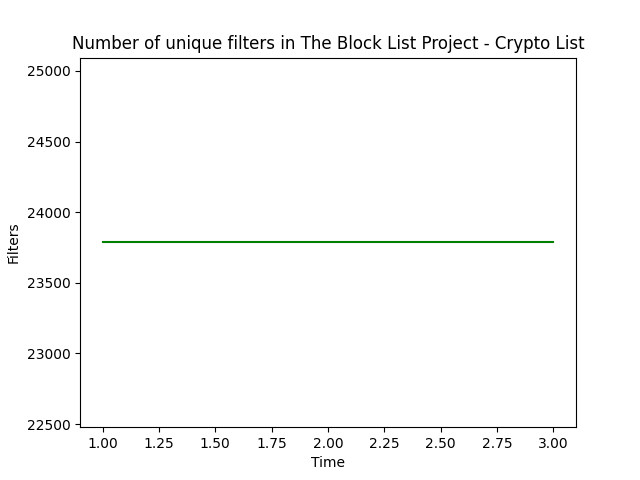 Number of unique filters in The Block List Project - Crypto List
25000
24500
24000
23500
23000
22500
Filters
1.00 1.25 1.50 1.75 2.00 2.25 2.50 2.75 3.00
Time